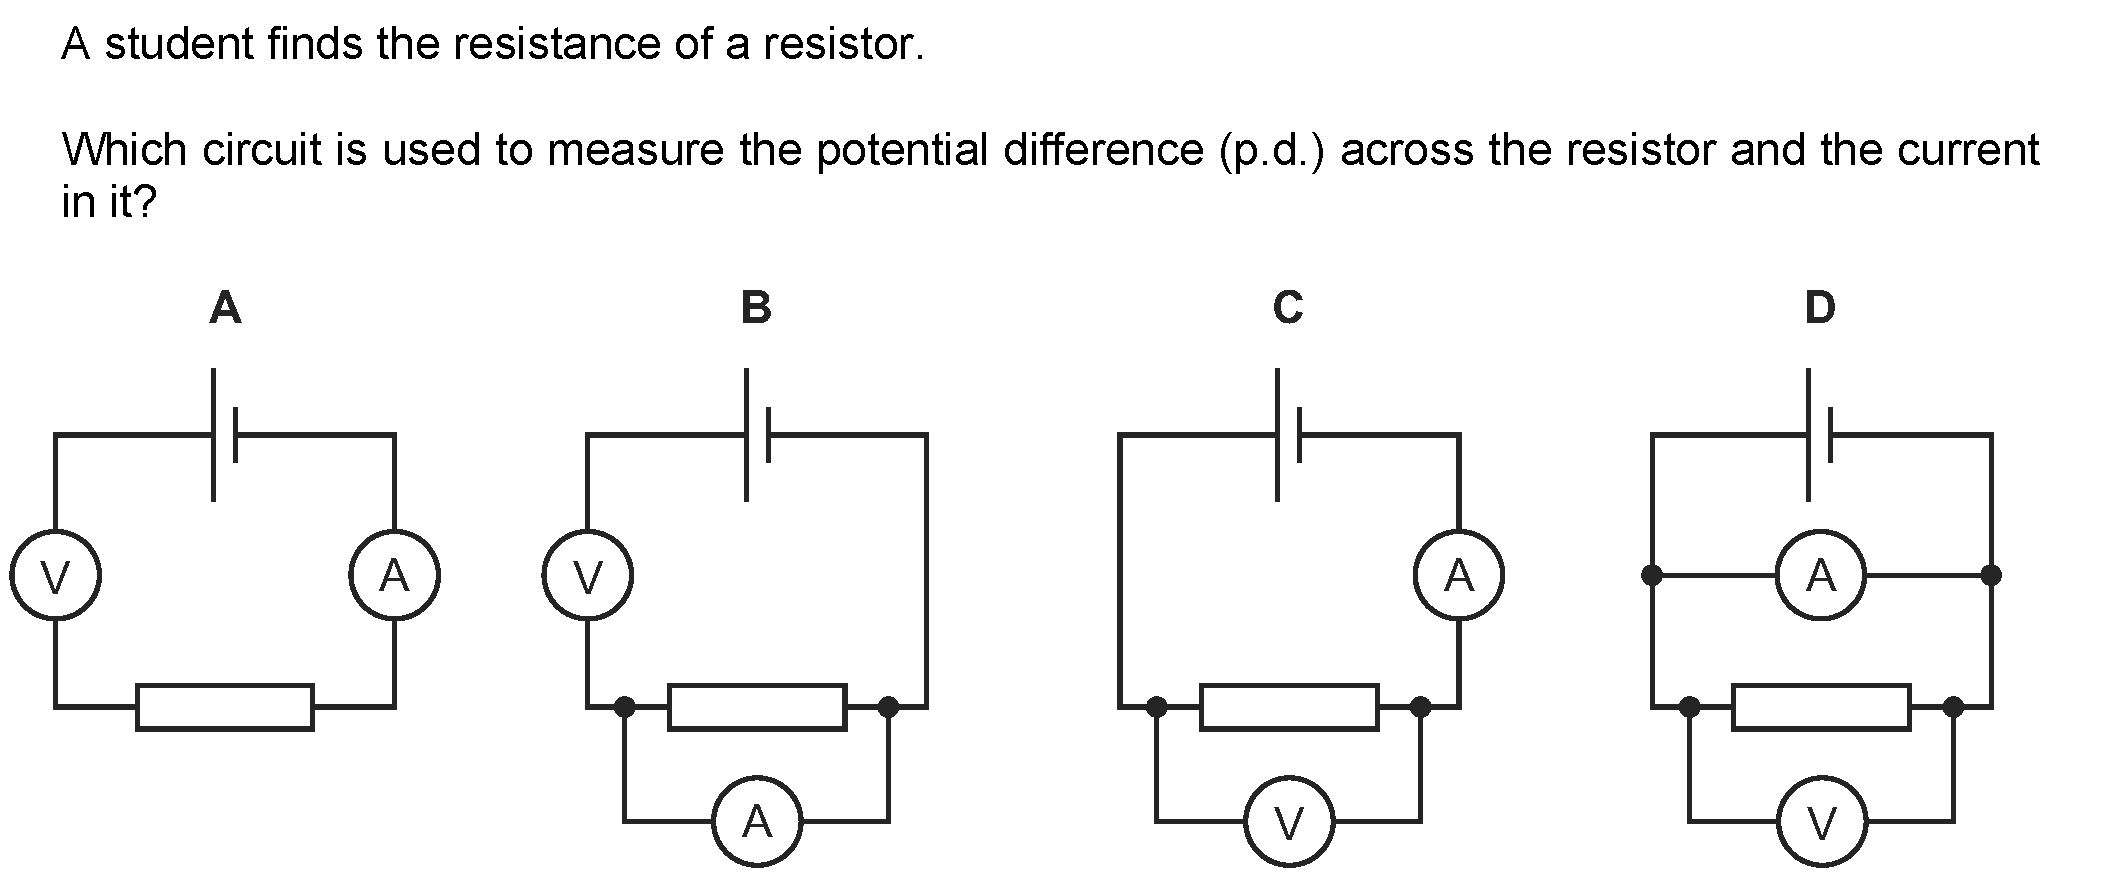 A student finds the resistance of a resistor.
Which circuit is used to measure the potential difference (p.d.) across the resistor and the current
in it?
A B C D
V A V A A
A V V